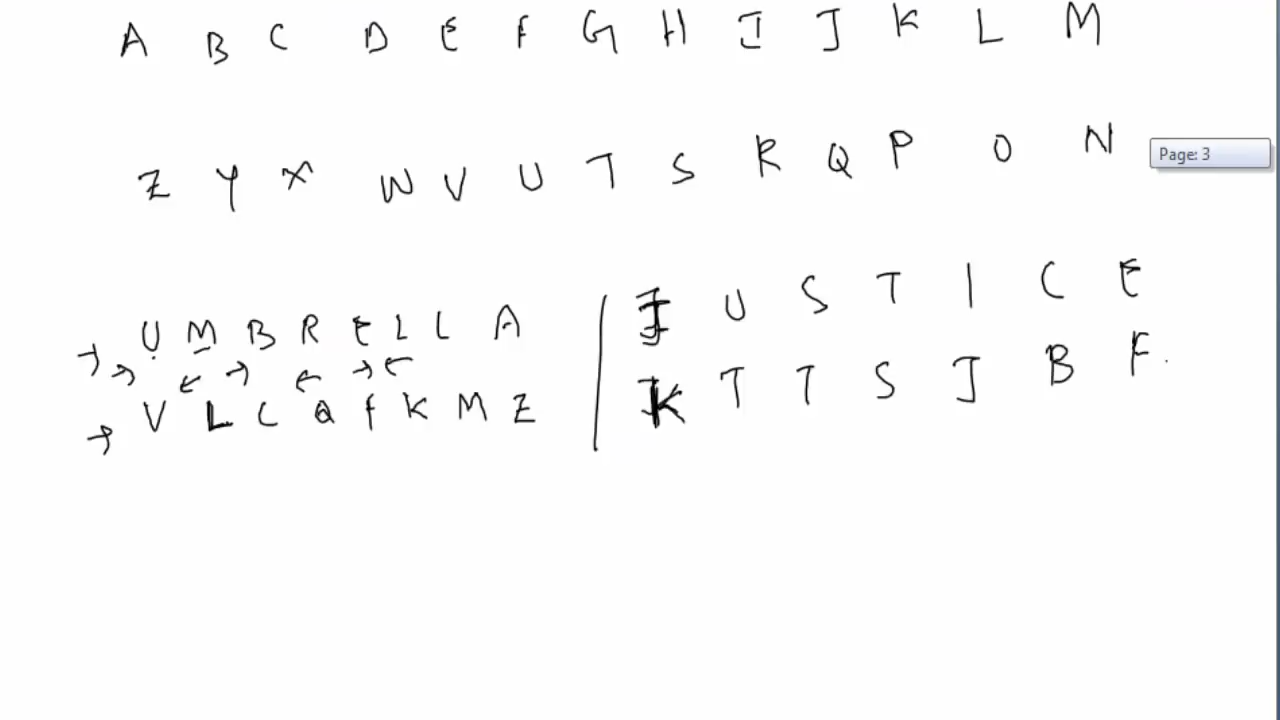 A B C D E F G H I J K L M
Z Y X W V U T S R Q P O N
Page: 3
U M B R E L L A
V L C Q F K M Z
J U S T I C E
K T T S J B F